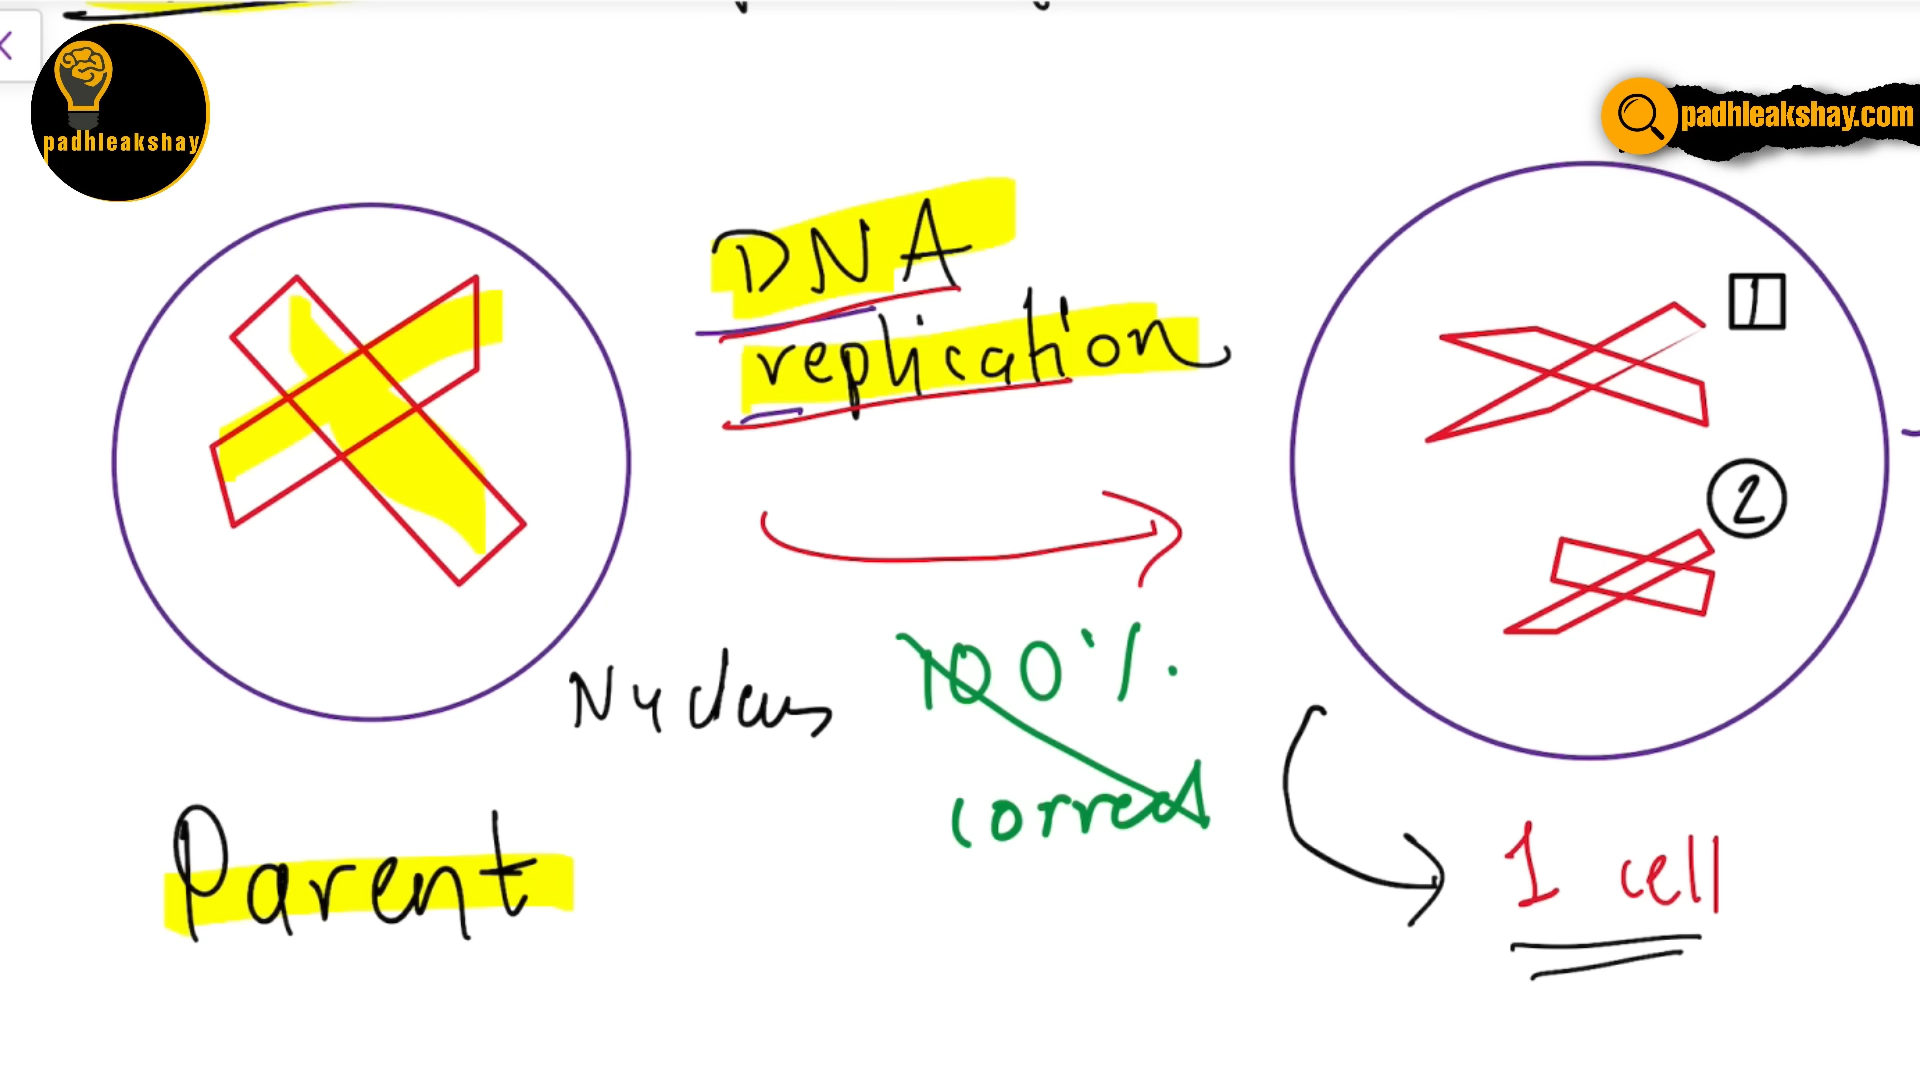 padhleakshay
padhleakshay.com
DNA
replication
1
2
Nucleus
100%.
correct
Parent
1 cell